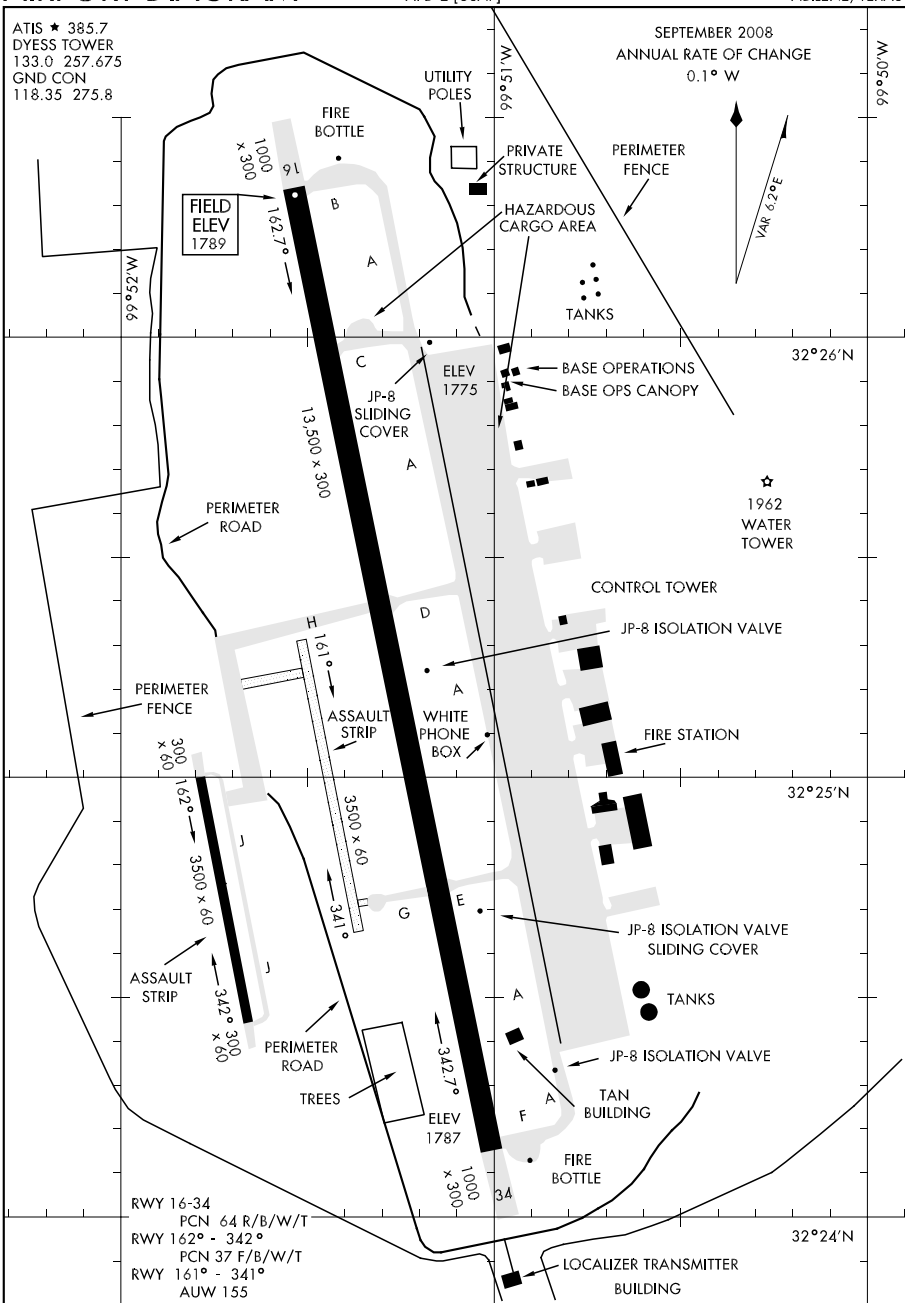 ATIS ★ 385.7
DYESS TOWER
133.0 257.675
GND CON
118.35 275.8
SEPTEMBER 2008
ANNUAL RATE OF CHANGE
0.1° W
VAR 6.2°E
99°51'W
99°50'W
99°52'W
UTILITY
POLES
FIRE
BOTTLE
PRIVATE
STRUCTURE
PERIMETER
FENCE
1000
x 300
16
FIELD
ELEV
1789
162.7°
B
A
HAZARDOUS
CARGO AREA
TANKS
32°26'N
C
JP-8
SLIDING
COVER
ELEV
1775
BASE OPERATIONS
BASE OPS CANOPY
13,500 x 300
A
PERIMETER
ROAD
1962
WATER
TOWER
CONTROL TOWER
H
D
JP-8 ISOLATION VALVE
161°
A
PERIMETER
FENCE
ASSAULT
STRIP
WHITE
PHONE
BOX
FIRE STATION
300
x 60
162°
32°25'N
3500 x 60
J
3500 x 60
341°
G
E
JP-8 ISOLATION VALVE
SLIDING COVER
ASSAULT
STRIP
J
A
TANKS
342°
300
x 60
PERIMETER
ROAD
342.7°
JP-8 ISOLATION VALVE
TREES
A
TAN
BUILDING
ELEV
1787
F
FIRE
BOTTLE
1000
x 300
34
RWY 16-34
PCN 64 R/B/W/T
RWY 162° - 342°
PCN 37 F/B/W/T
RWY 161° - 341°
AUW 155
32°24'N
LOCALIZER TRANSMITTER
BUILDING